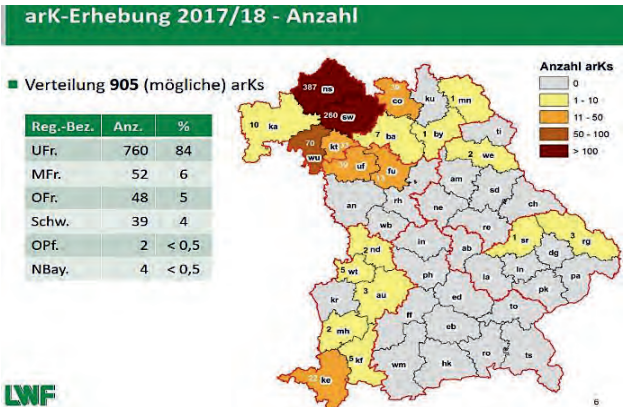 arK-Erhebung 2017/18 - Anzahl
Verteilung 905 (mögliche) arKs
Reg.-Bez. Anz. %
UFr. 760 84
MFr. 52 6
OFr. 48 5
Schw. 39 4
OPf. 2 < 0,5
NBay. 4 < 0,5
Anzahl arKs
0
1 - 10
11 - 50
50 - 100
> 100
387 ns
co
ku
1 mn
260 sw
10 ka
7 ba
1 by
ti
70
wu
kt
2 we
uf
fu
am
sd
an
rh
ne
ch
wb
re
2 nd
in
ab
1 sr
3 rg
dg
5 wt
ph
la
ln
pa
pk
3 au
kr
ed
to
ff
eb
2 mh
5 kf
wm
hk
ro
ts
ke
LWF
6